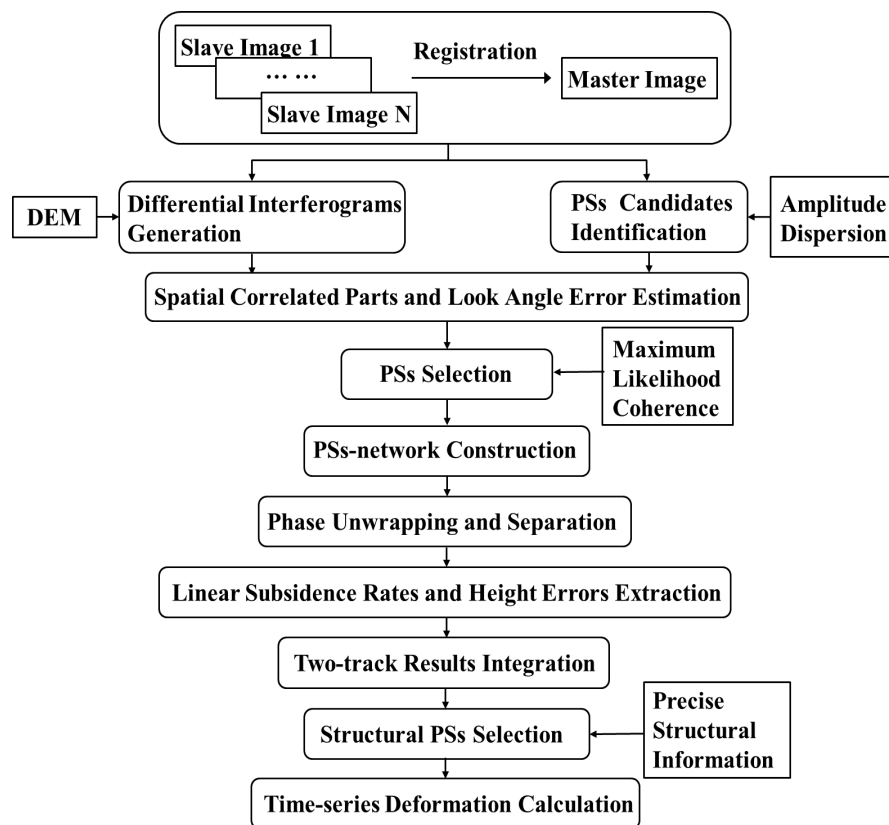 Slave Image 1
... ...
Slave Image N
Registration
Master Image
DEM
Differential Interferograms
Generation
PSs Candidates
Identification
Amplitude
Dispersion
Spatial Correlated Parts and Look Angle Error Estimation
PSs Selection
Maximum
Likelihood
Coherence
PSs-network Construction
Phase Unwrapping and Separation
Linear Subsidence Rates and Height Errors Extraction
Two-track Results Integration
Structural PSs Selection
Precise
Structural
Information
Time-series Deformation Calculation